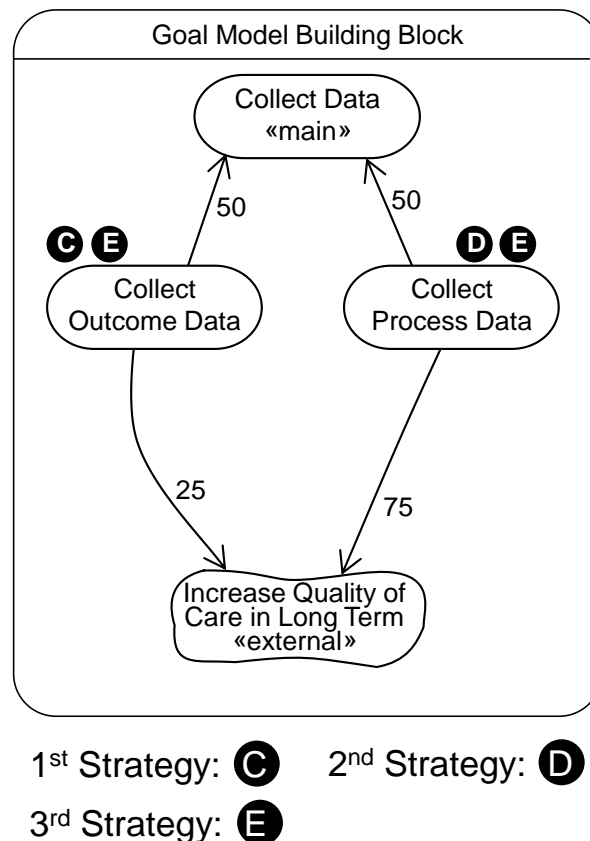 Goal Model Building Block
Collect Data
«main»
50
50
C E
D E
Collect
Outcome Data
Collect
Process Data
25
75
Increase Quality of
Care in Long Term
«external»
1st Strategy: C
2nd Strategy: D
3rd Strategy: E